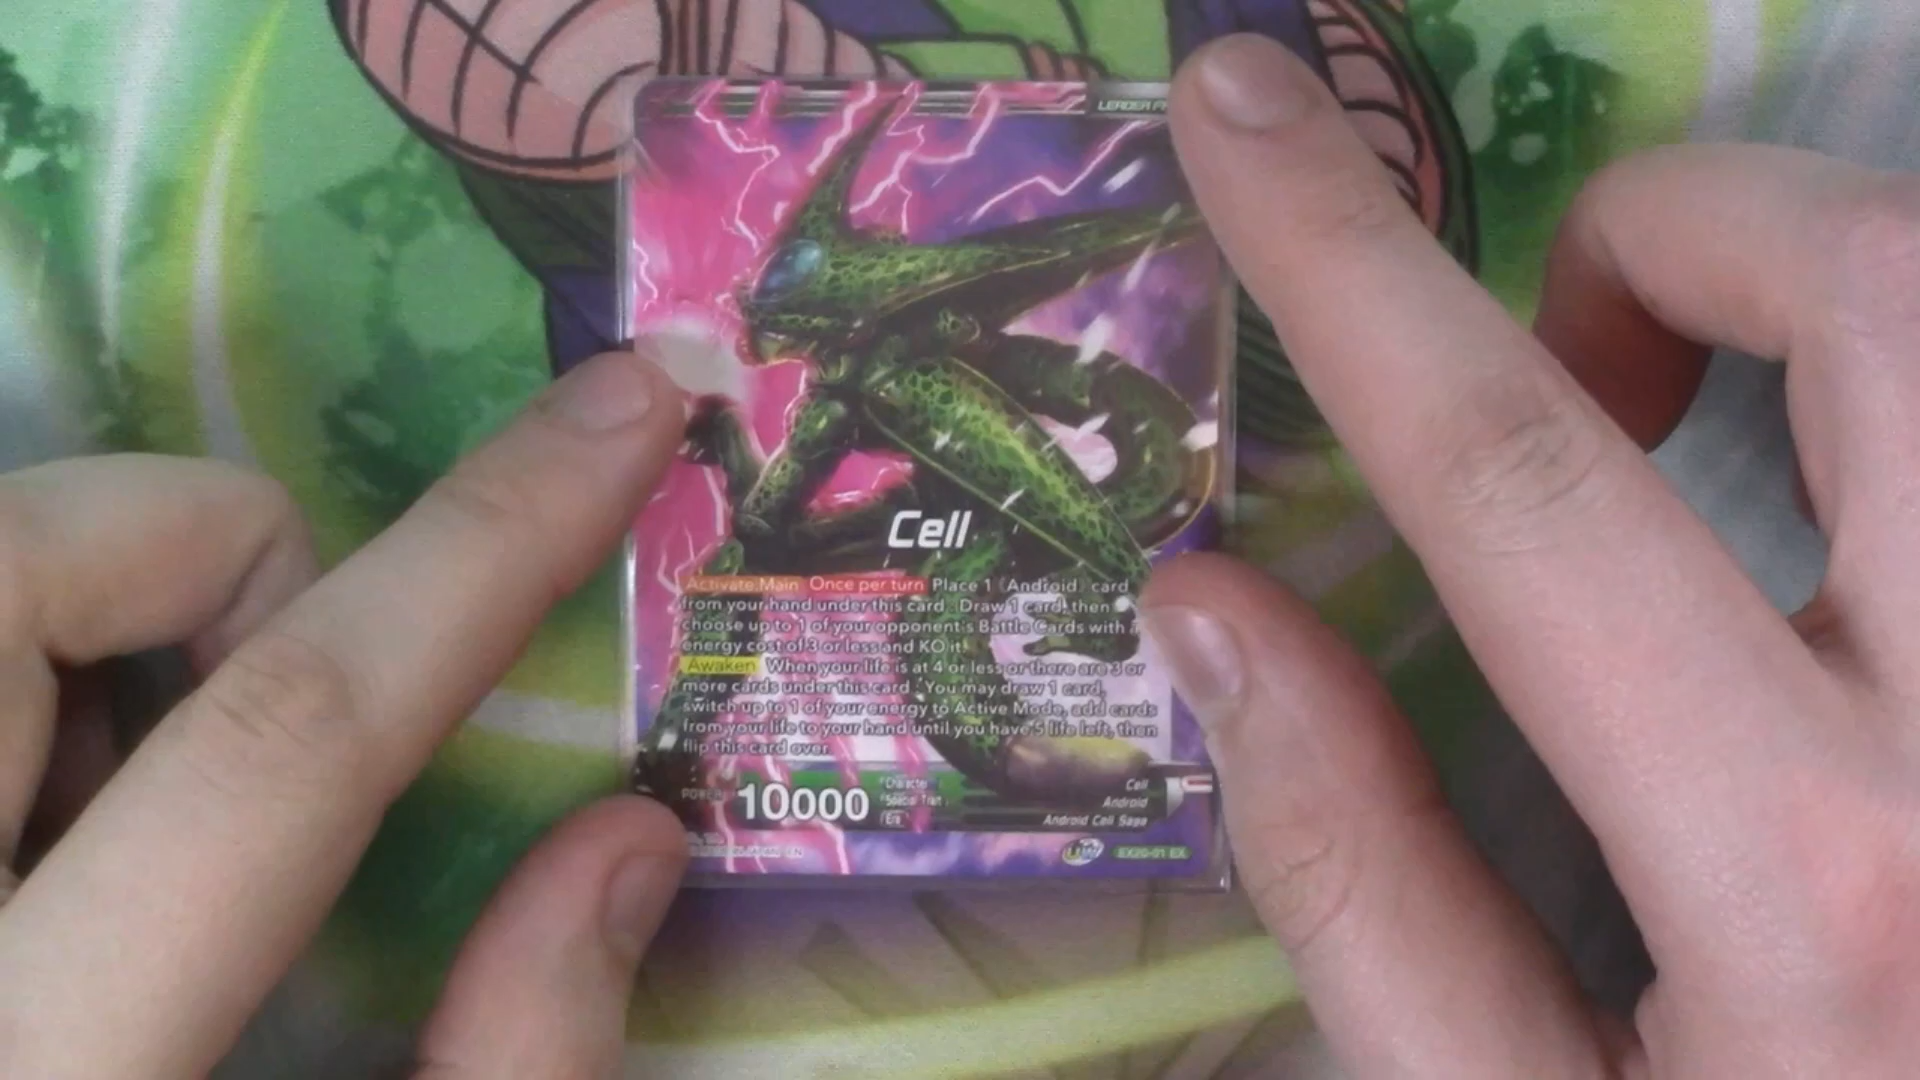 LEADER
Cell
Activate:Main Once per turn Place 1 《Android》 card
from your hand under this card : Draw 1 card, then
choose up to 1 of your opponent's Battle Cards with
energy cost of 3 or less and KO it.
Awaken When your life is at 4 or less or there are 3 or
more cards under this card : You may draw 1 card,
switch up to 1 of your energy to Active Mode, add cards
from your life to your hand until you have 5 life left, then
flip this card over.
POWER 10000
Character Cell
Special Trait Android
Era Android Cell Saga
EX20-01 EX